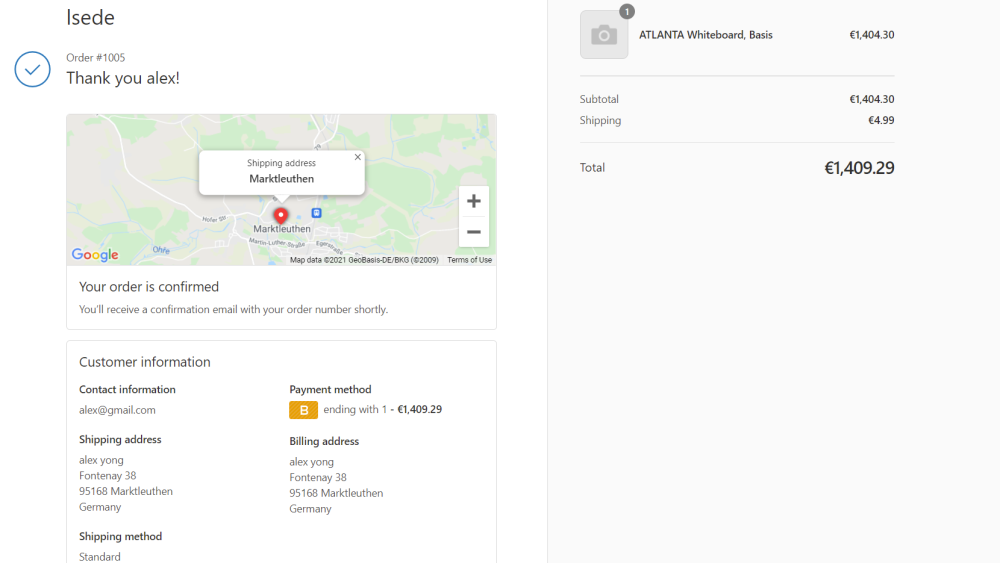 Isede
Order #1005
Thank you alex!
Shipping address
Marktleuthen
Hofer Str.
Marktleuthen
Martin-Luther-Straße
Egerstraße
Ohfe
Google
Map data ©2021 GeoBasis-DE/BKG (©2009) Terms of Use
Your order is confirmed
You'll receive a confirmation email with your order number shortly.
Customer information
Contact information
alex@gmail.com
Shipping address
alex yong
Fontenay 38
95168 Marktleuthen
Germany
Shipping method
Standard
Payment method
B ending with 1 - €1,409.29
Billing address
alex yong
Fontenay 38
95168 Marktleuthen
Germany
1
ATLANTA Whiteboard, Basis €1,404.30
Subtotal €1,404.30
Shipping €4.99
Total €1,409.29